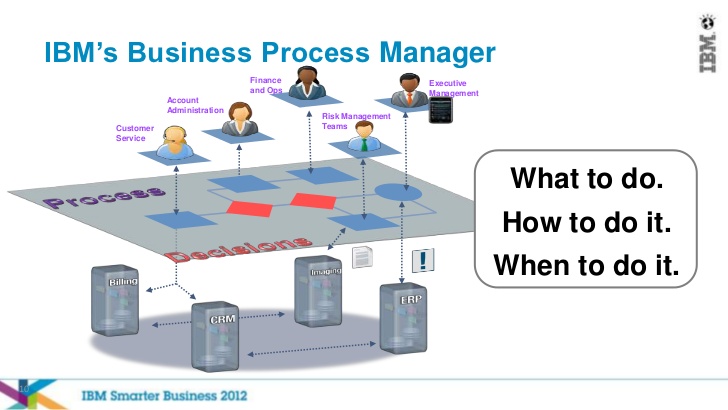 IBM’s Business Process Manager
IBM
Finance
and Ops
Executive
Management
Account
Administration
Risk Management
Teams
Customer
Service
Process
Decisions
What to do.
How to do it.
When to do it.
Billing
CRM
Imaging
ERP
!
IBM Smarter Business 2012